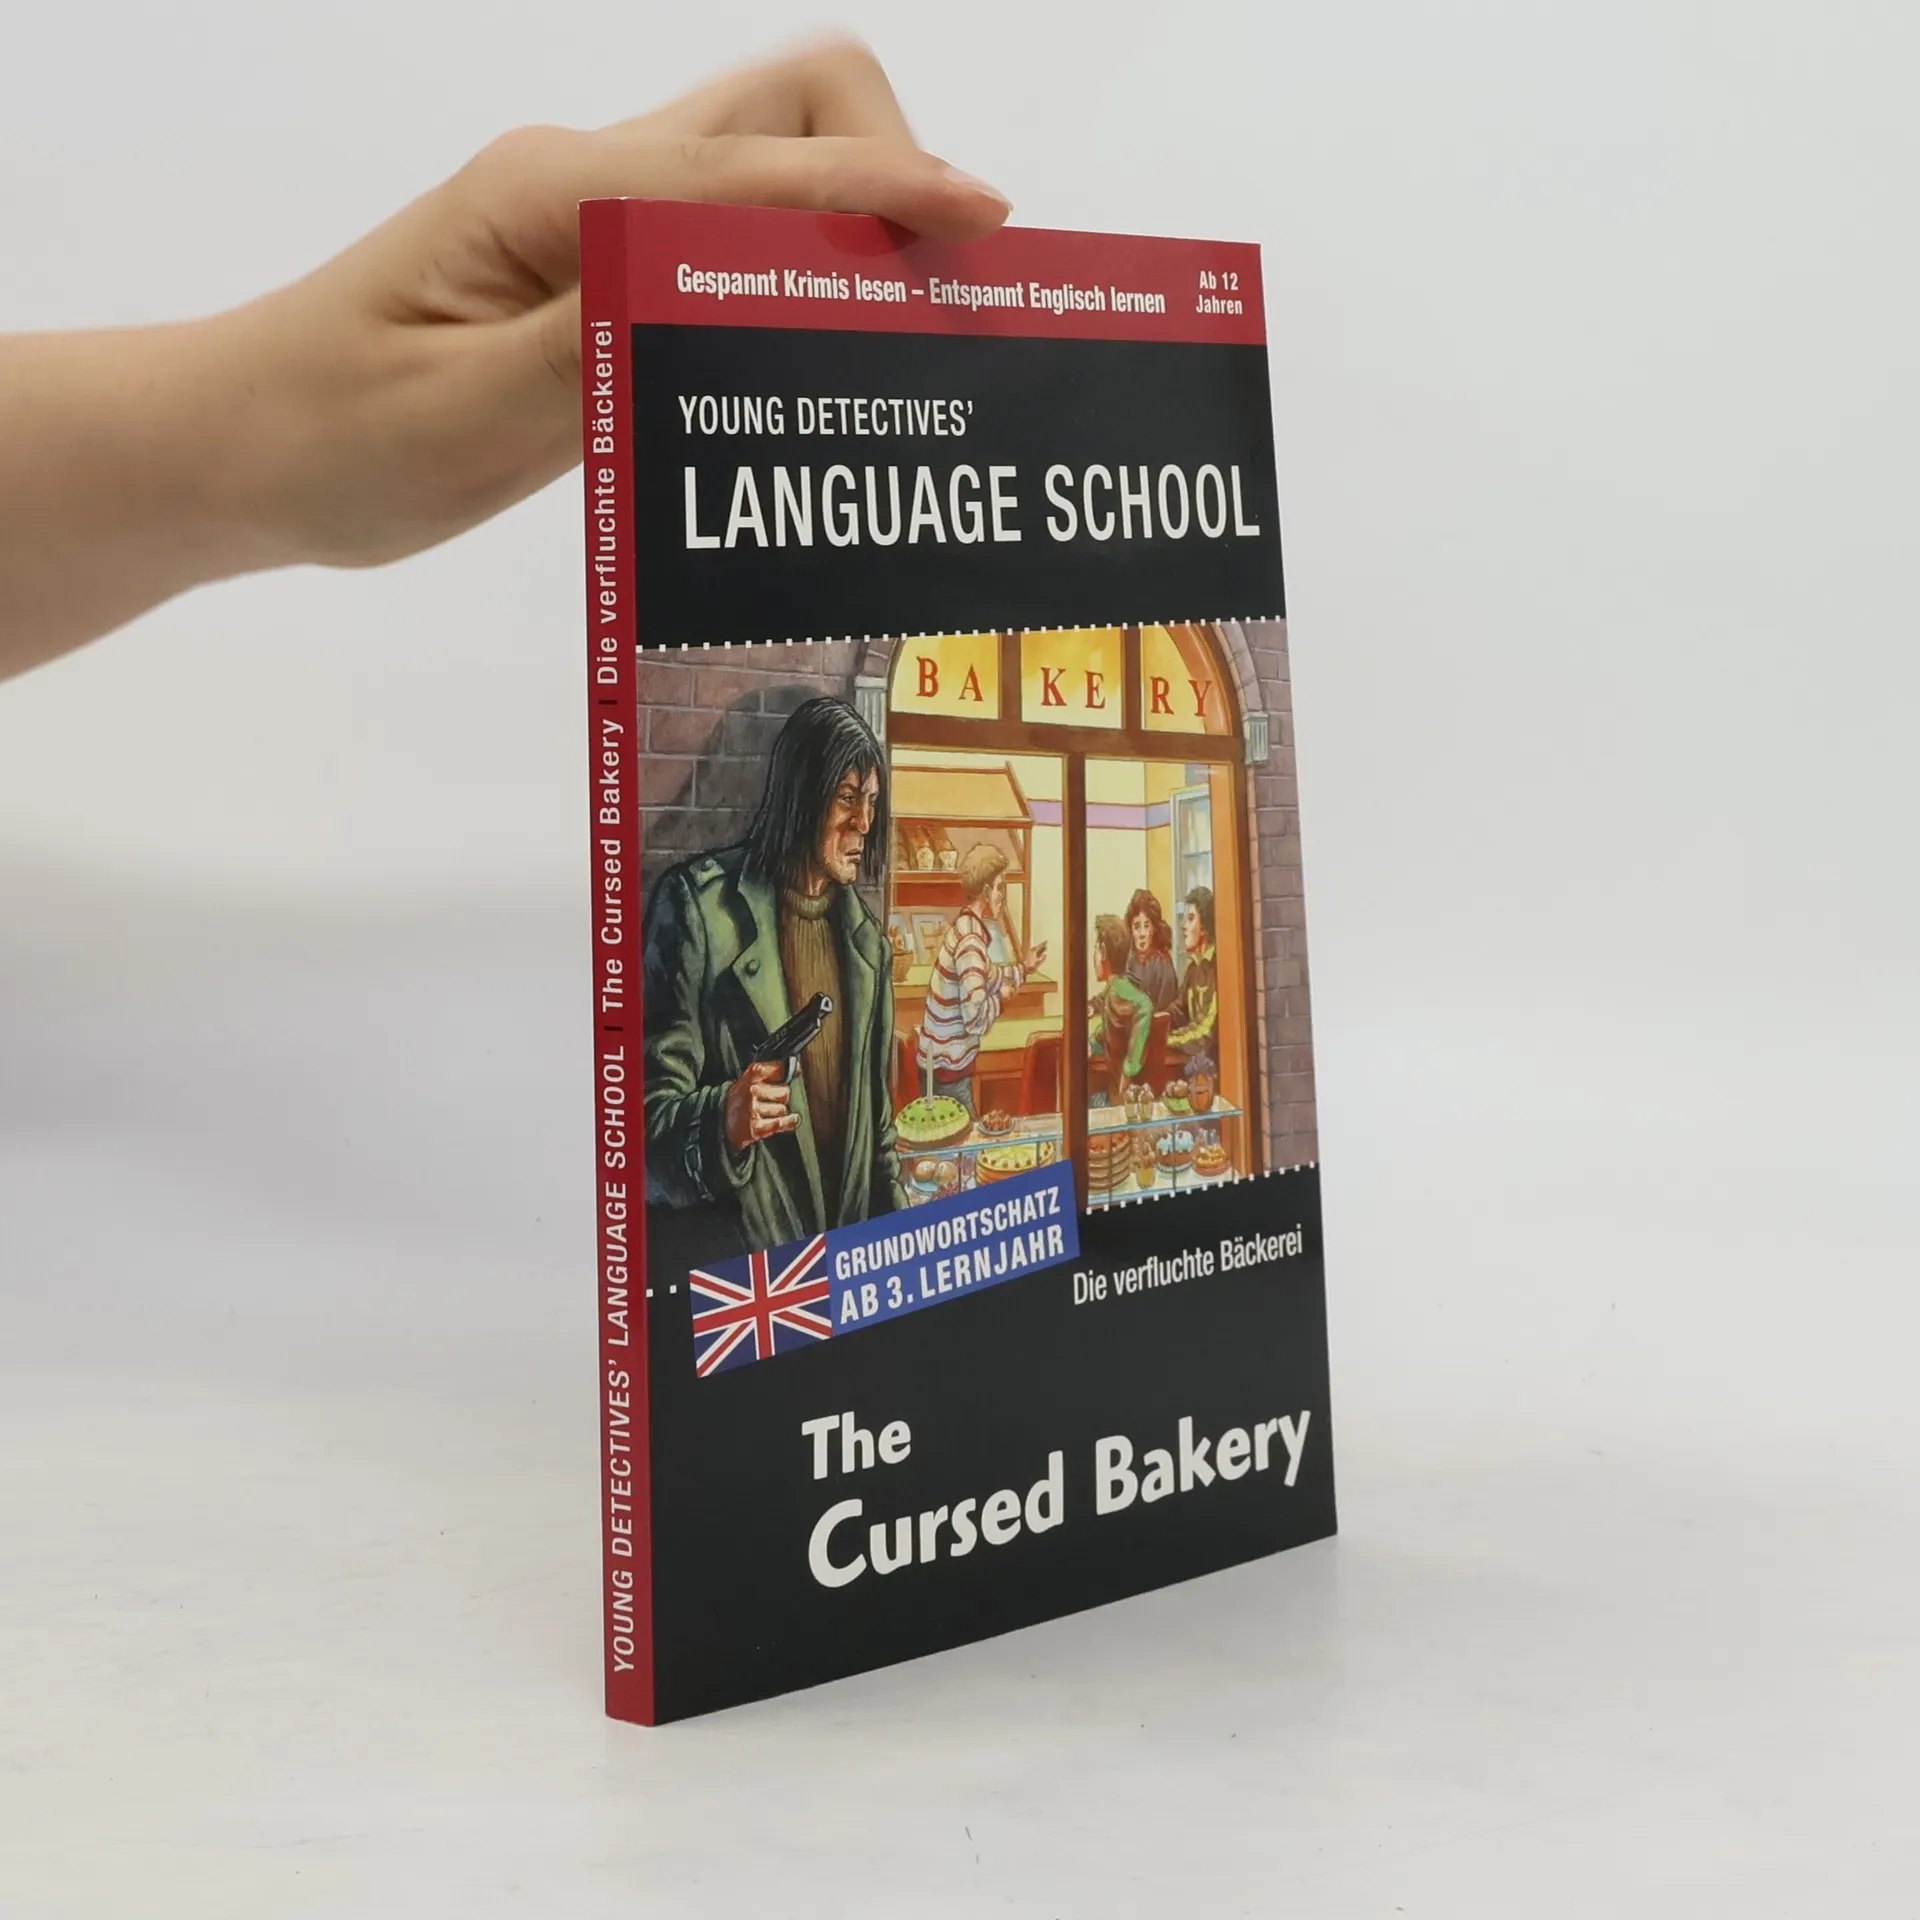 Gespannt Krimis lesen – Entspannt Englisch lernen
Ab 12
Jahren
YOUNG DETECTIVES'
LANGUAGE SCHOOL
BAKERY
GRUNDWORTSCHATZ
AB 3. LERNJAHR
Die verfluchte Bäckerei
The
Cursed Bakery
YOUNG DETECTIVES' LANGUAGE SCHOOL | The Cursed Bakery | Die verfluchte Bäckerei